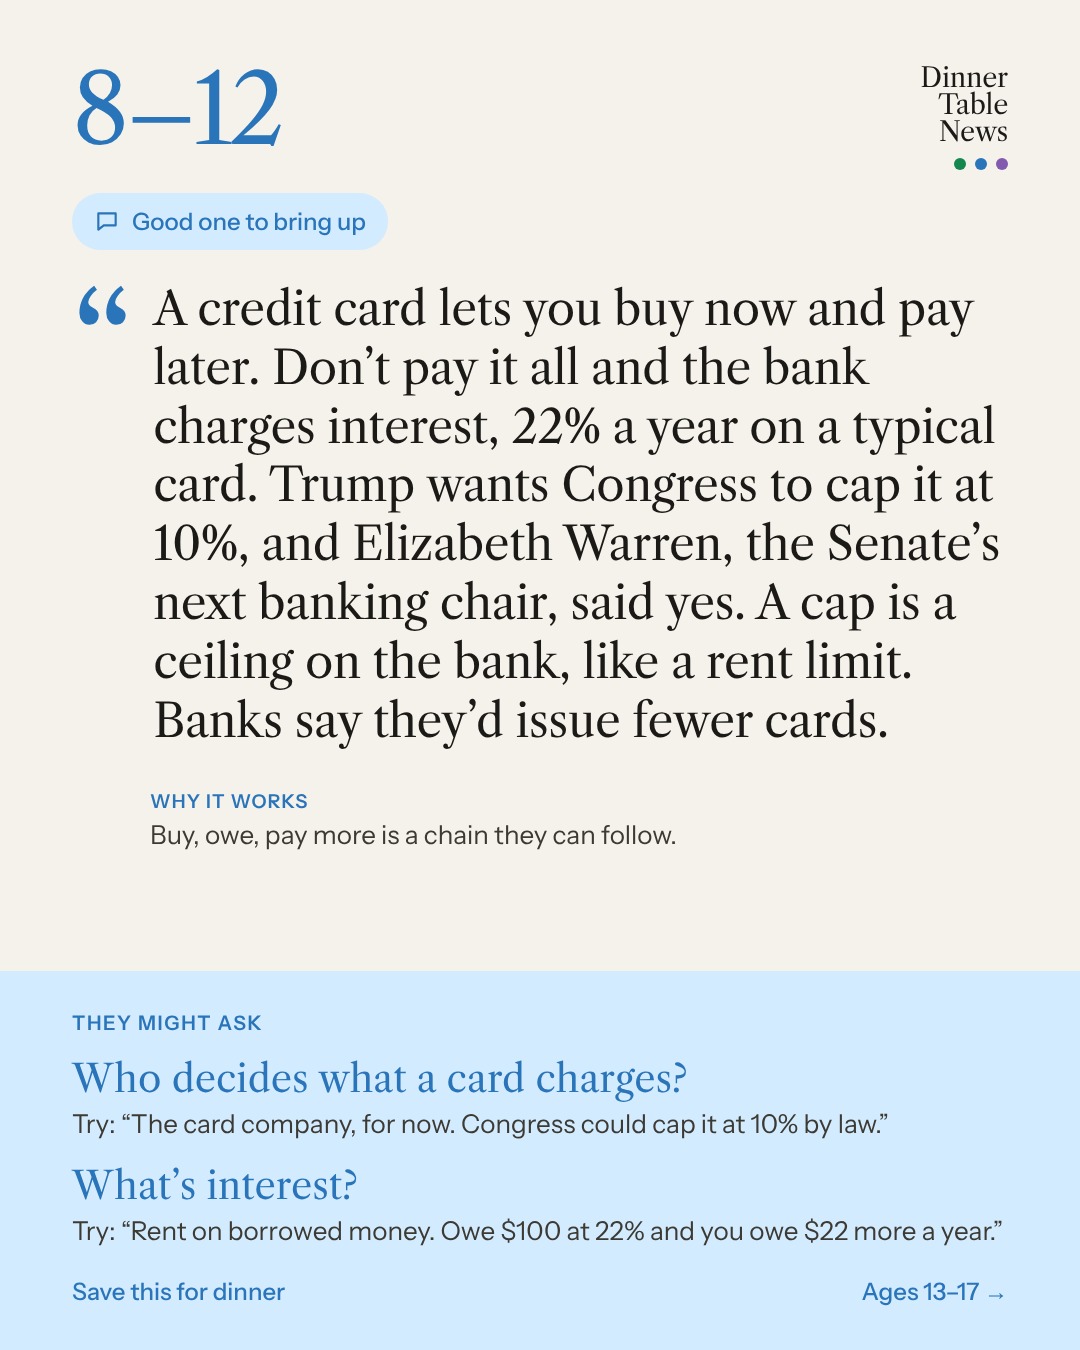 8–12
Dinner
Table
News
Good one to bring up
“ A credit card lets you buy now and pay
later. Don’t pay it all and the bank
charges interest, 22% a year on a typical
card. Trump wants Congress to cap it at
10%, and Elizabeth Warren, the Senate’s
next banking chair, said yes. A cap is a
ceiling on the bank, like a rent limit.
Banks say they’d issue fewer cards.
WHY IT WORKS
Buy, owe, pay more is a chain they can follow.
THEY MIGHT ASK
Who decides what a card charges?
Try: “The card company, for now. Congress could cap it at 10% by law.”
What’s interest?
Try: “Rent on borrowed money. Owe $100 at 22% and you owe $22 more a year.”
Save this for dinner
Ages 13–17 →